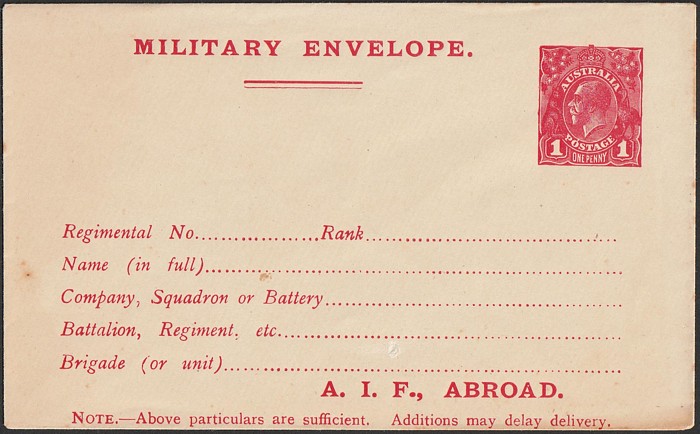 MILITARY ENVELOPE.
AUSTRALIA
POSTAGE
1 ONE PENNY 1
Regimental No....................Rank........................................
Name (in full)....................................................................
Company, Squadron or Battery................................................
Battalion, Regiment, etc........................................................
Brigade (or unit)................................................................
A. I. F., ABROAD.
NOTE.—Above particulars are sufficient. Additions may delay delivery.